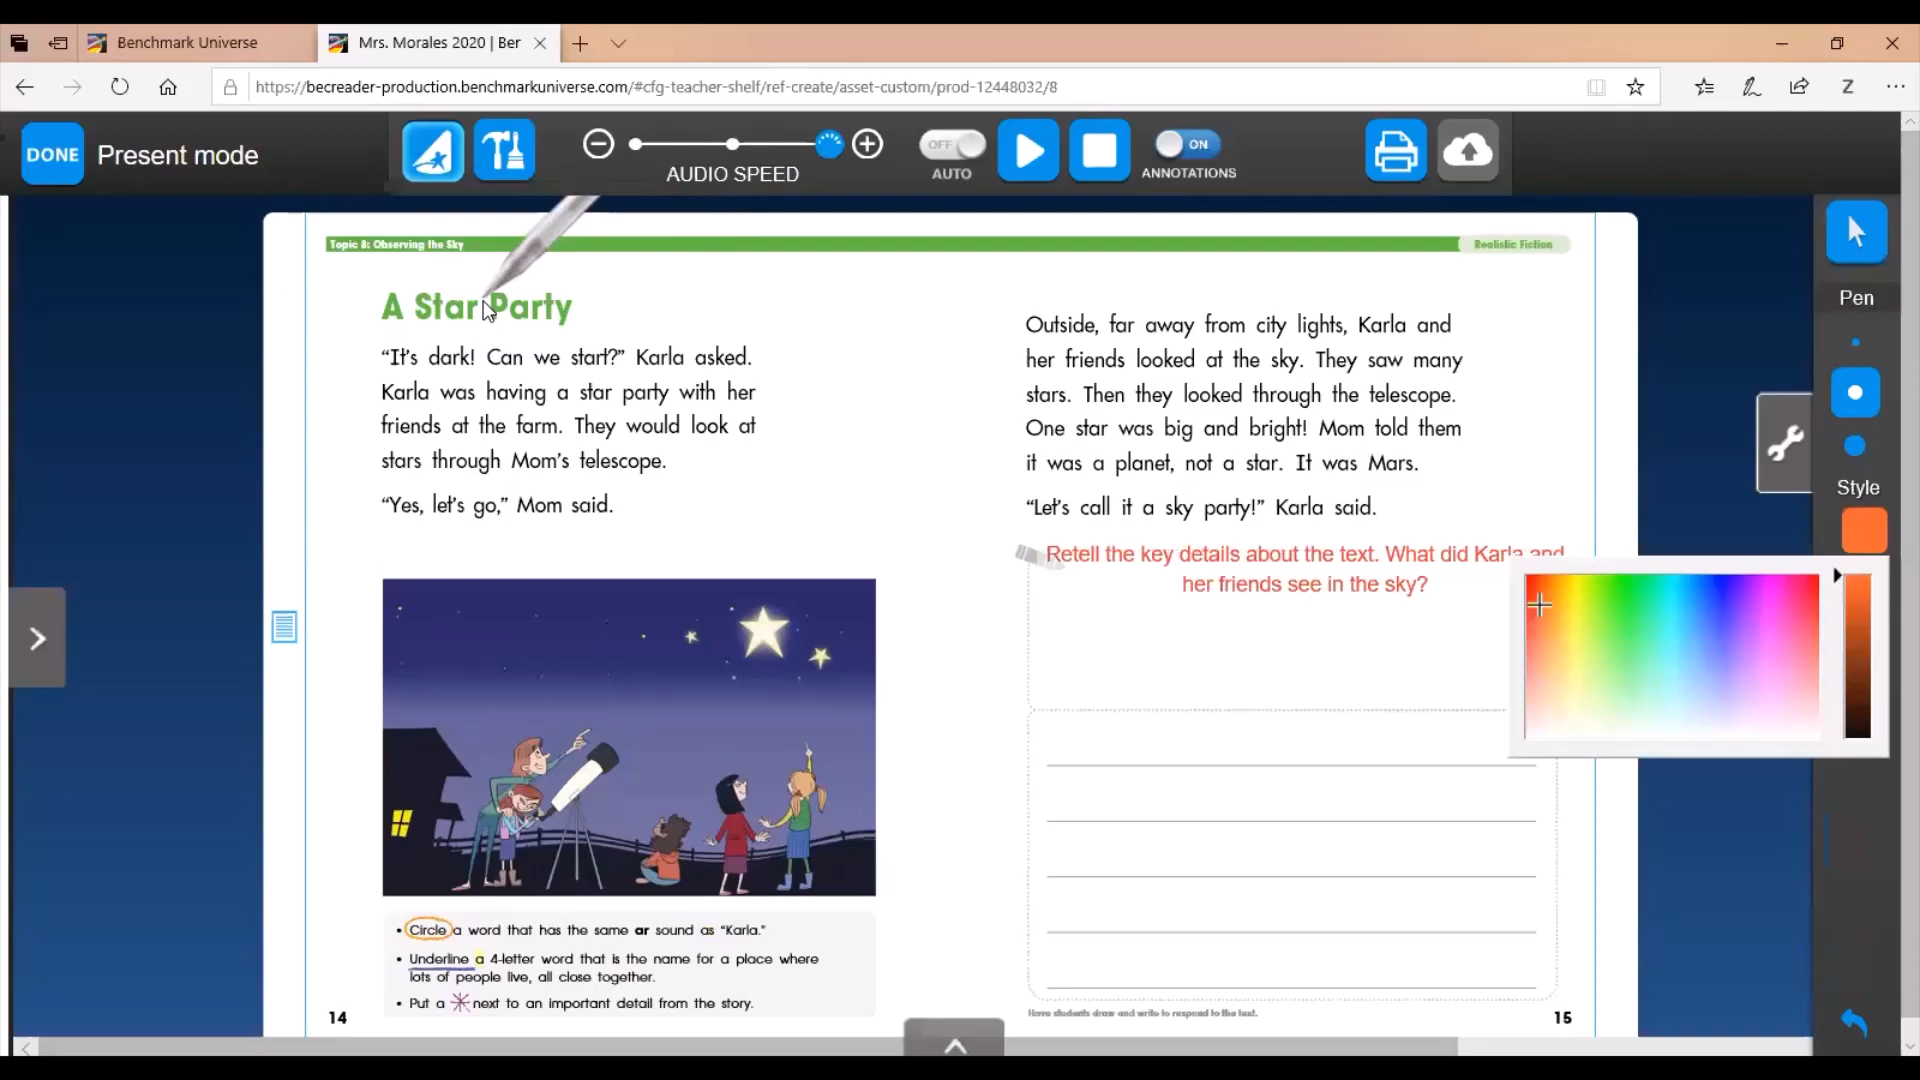 Benchmark Universe
Mrs. Morales 2020 | Ber
https://becreader-production.benchmarkuniverse.com/#cfg-teacher-shelf/ref-create/asset-custom/prod-12448032/8
Z
DONE
Present mode
AUDIO SPEED
OFF
AUTO
ON
ANNOTATIONS
Pen
Style
Topic 8: Observing the Sky
Realistic Fiction
A Star Party
“It’s dark! Can we start?” Karla asked.
Karla was having a star party with her
friends at the farm. They would look at
stars through Mom’s telescope.
“Yes, let’s go,” Mom said.
• Circle a word that has the same ar sound as “Karla.”
• Underline a 4-letter word that is the name for a place where
lots of people live, all close together.
• Put a next to an important detail from the story.
14
Outside, far away from city lights, Karla and
her friends looked at the sky. They saw many
stars. Then they looked through the telescope.
One star was big and bright! Mom told them
it was a planet, not a star. It was Mars.
“Let’s call it a sky party!” Karla said.
Retell the key details about the text. What did Karla and
her friends see in the sky?
Have students draw and write to respond to the text.
15